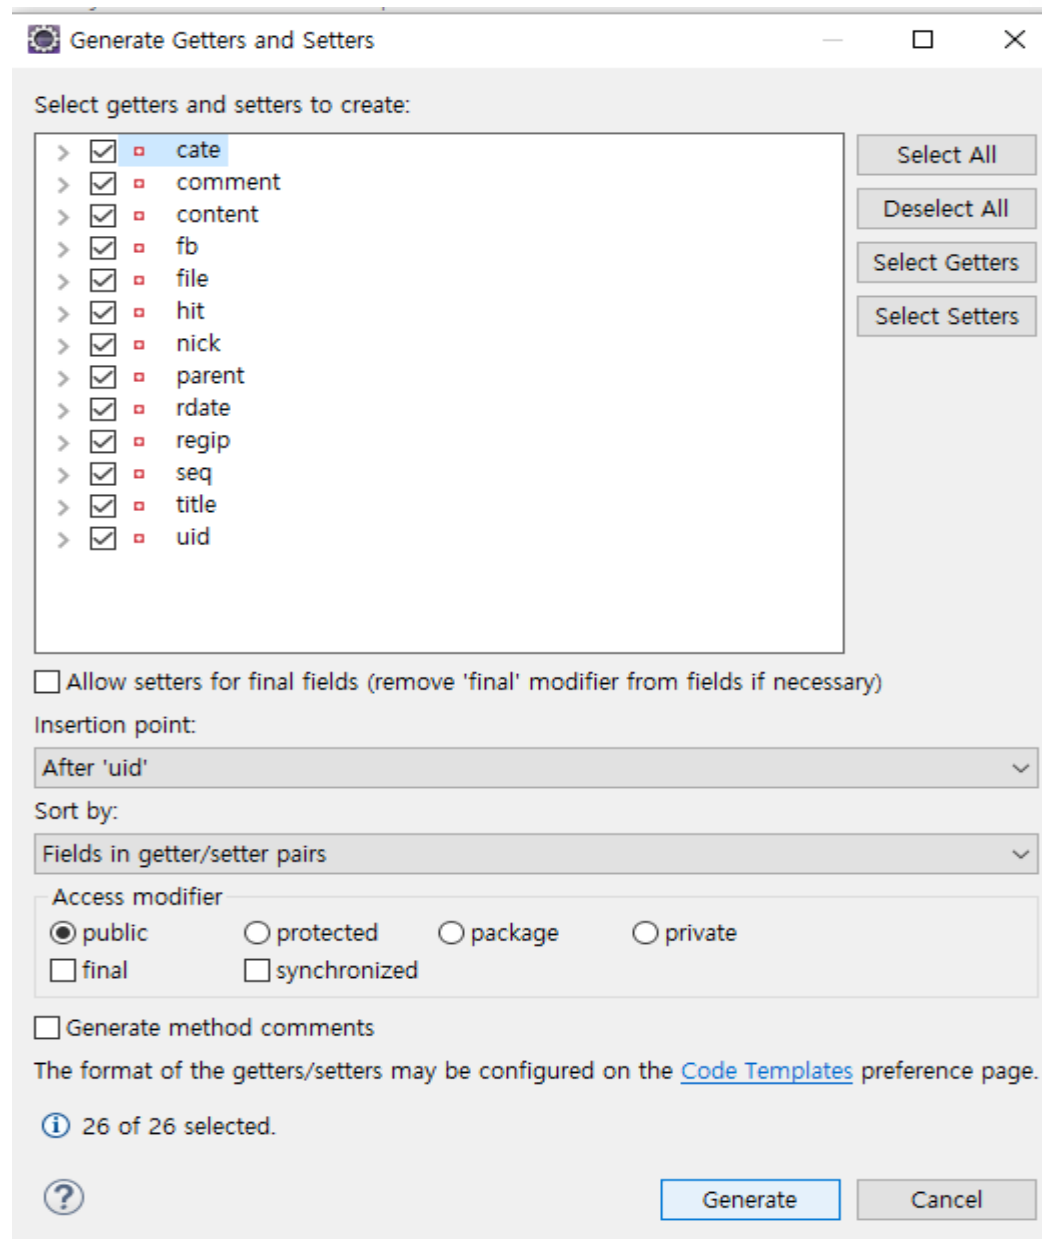 Generate Getters and Setters
Select getters and setters to create:
cate
comment
content
fb
file
hit
nick
parent
rdate
regip
seq
title
uid
Select All
Deselect All
Select Getters
Select Setters
Allow setters for final fields (remove 'final' modifier from fields if necessary)
Insertion point:
After 'uid'
Sort by:
Fields in getter/setter pairs
Access modifier
public protected package private
final synchronized
Generate method comments
The format of the getters/setters may be configured on the Code Templates preference page.
26 of 26 selected.
Generate Cancel